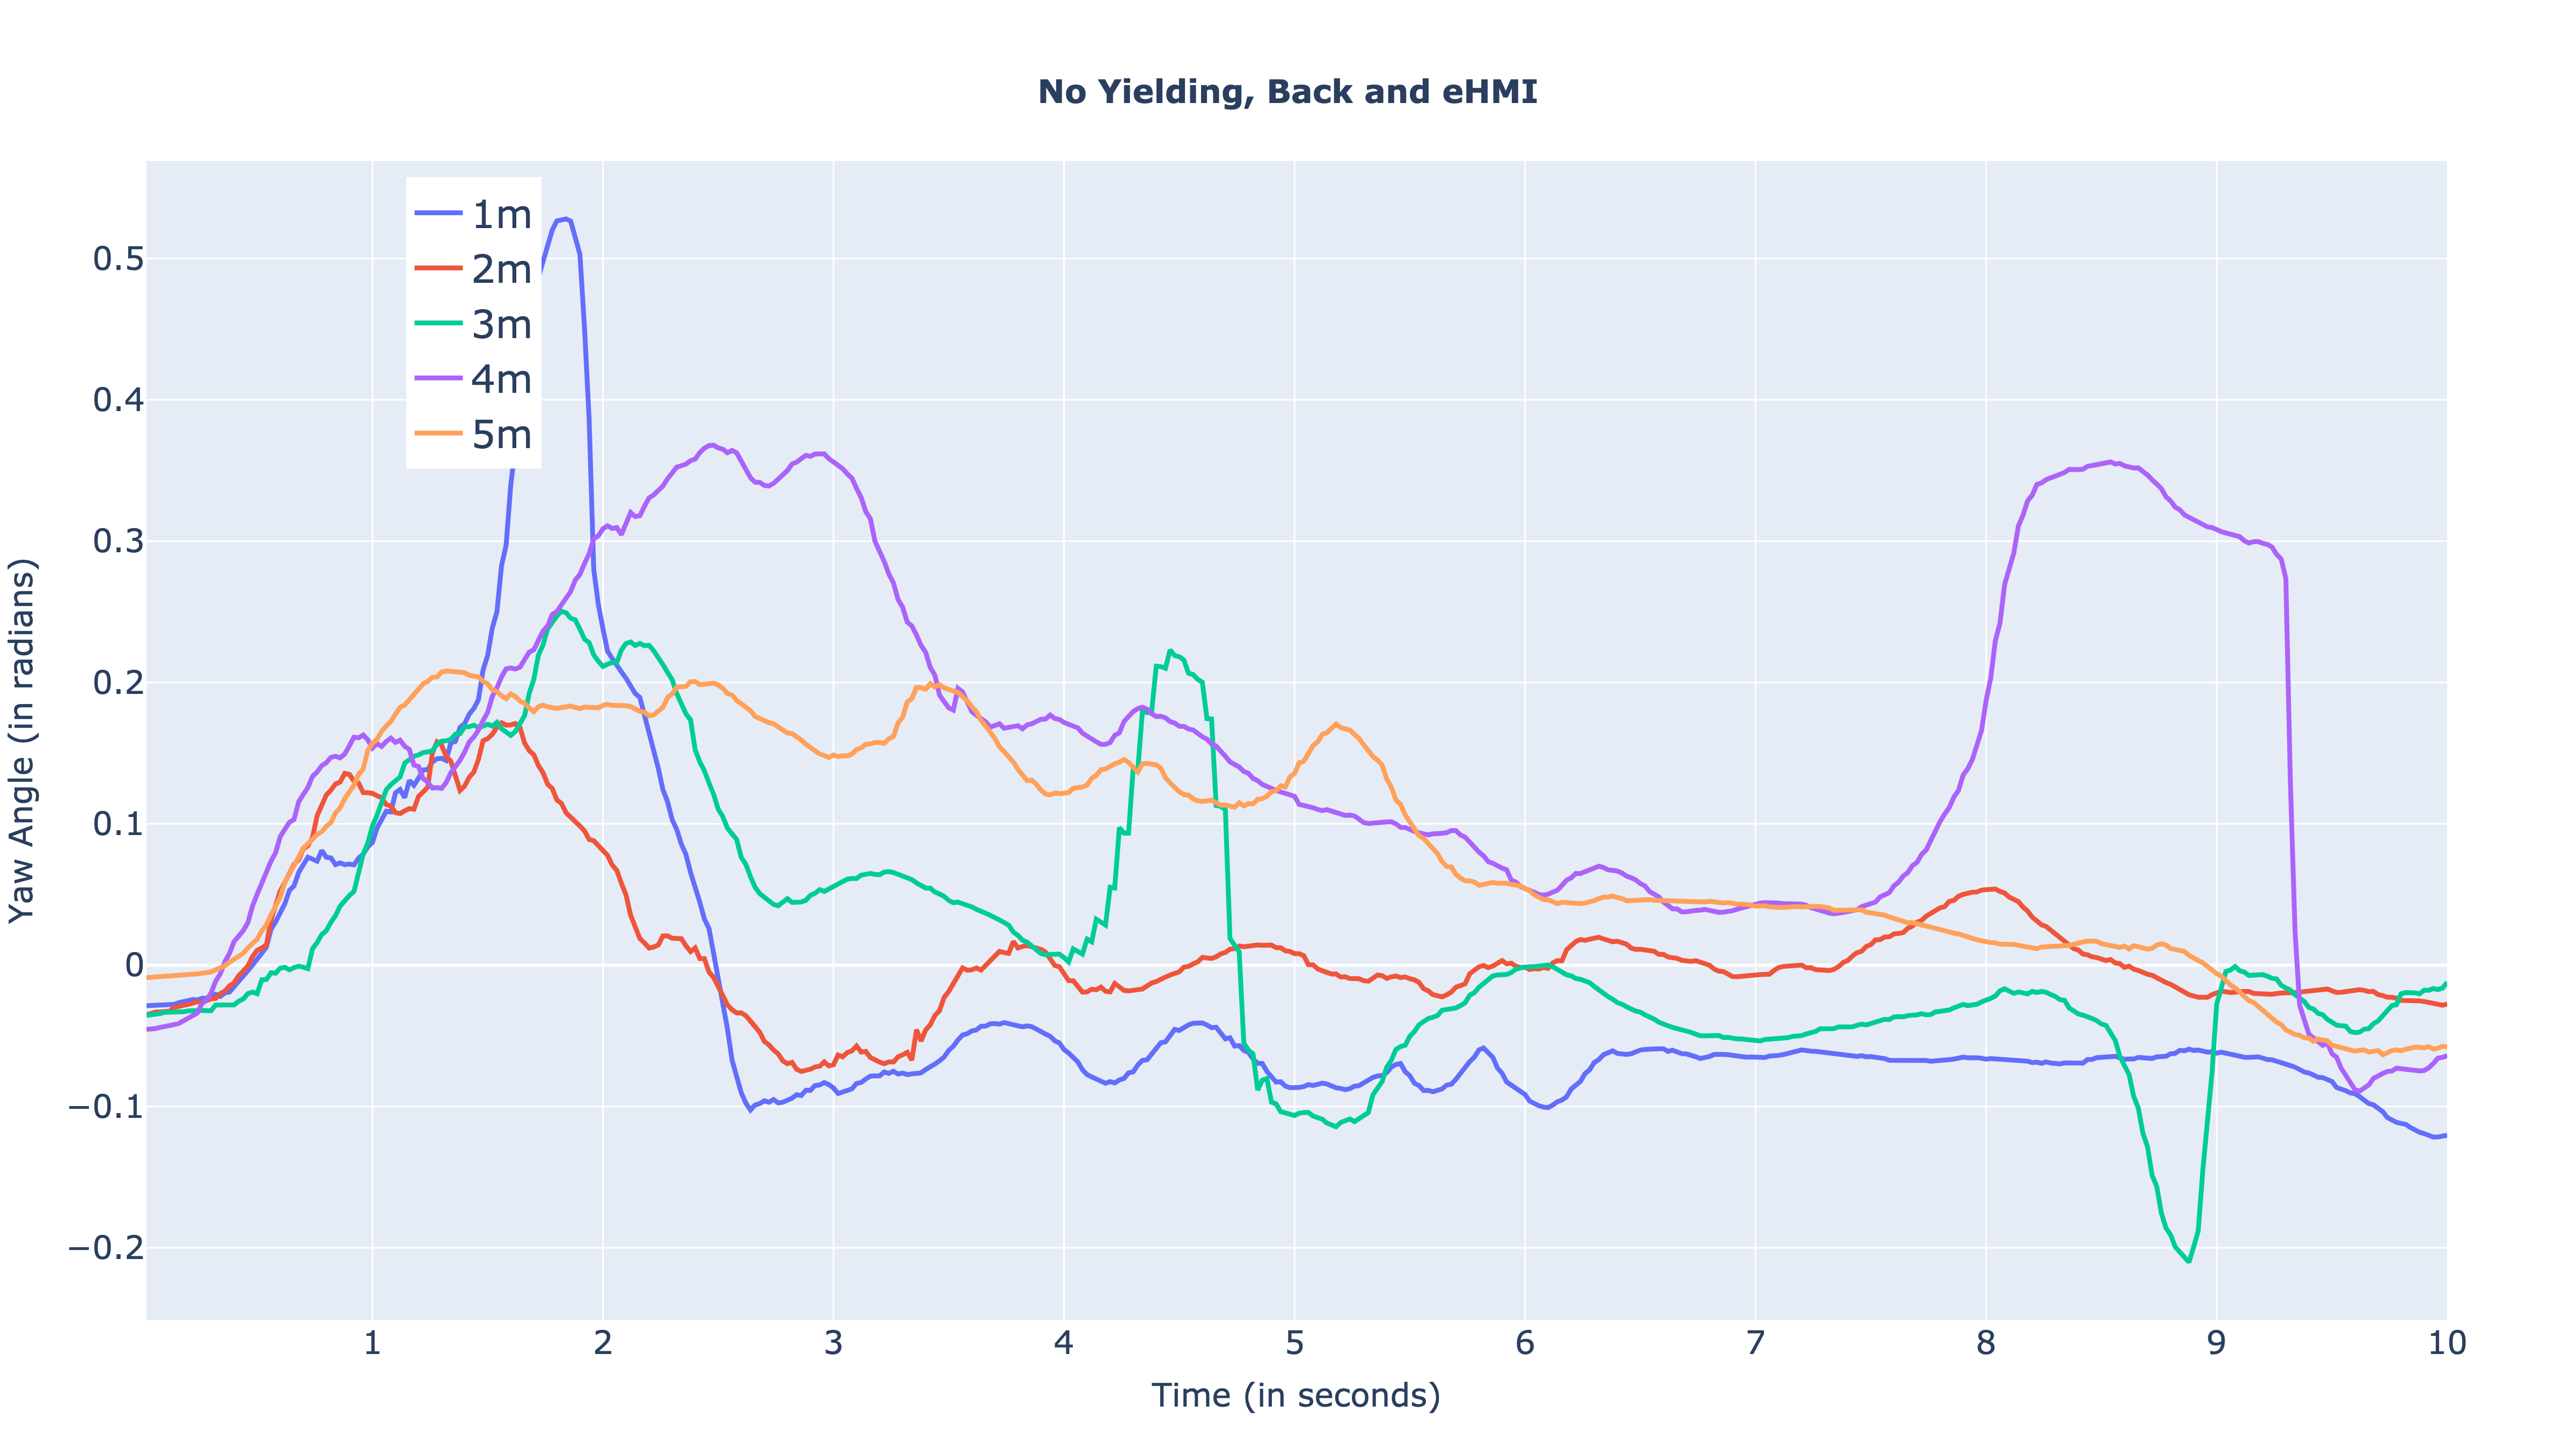 No Yielding, Back and eHMI
1m
2m
3m
4m
5m
0.5
0.4
0.3
0.2
0.1
0
−0.1
−0.2
Yaw Angle (in radians)
1 2 3 4 5 6 7 8 9 10
Time (in seconds)